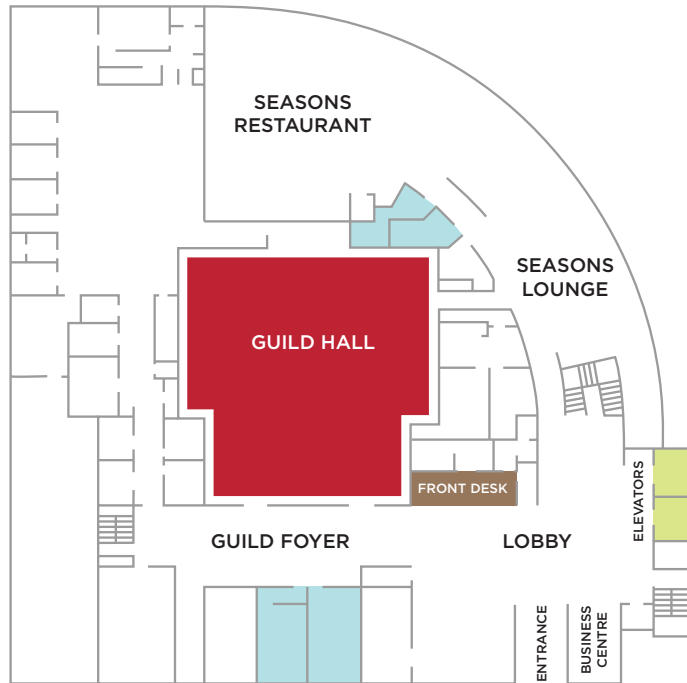 SEASONS
RESTAURANT
SEASONS
LOUNGE
GUILD HALL
FRONT DESK
ELEVATORS
GUILD FOYER
LOBBY
ENTRANCE
BUSINESS
CENTRE